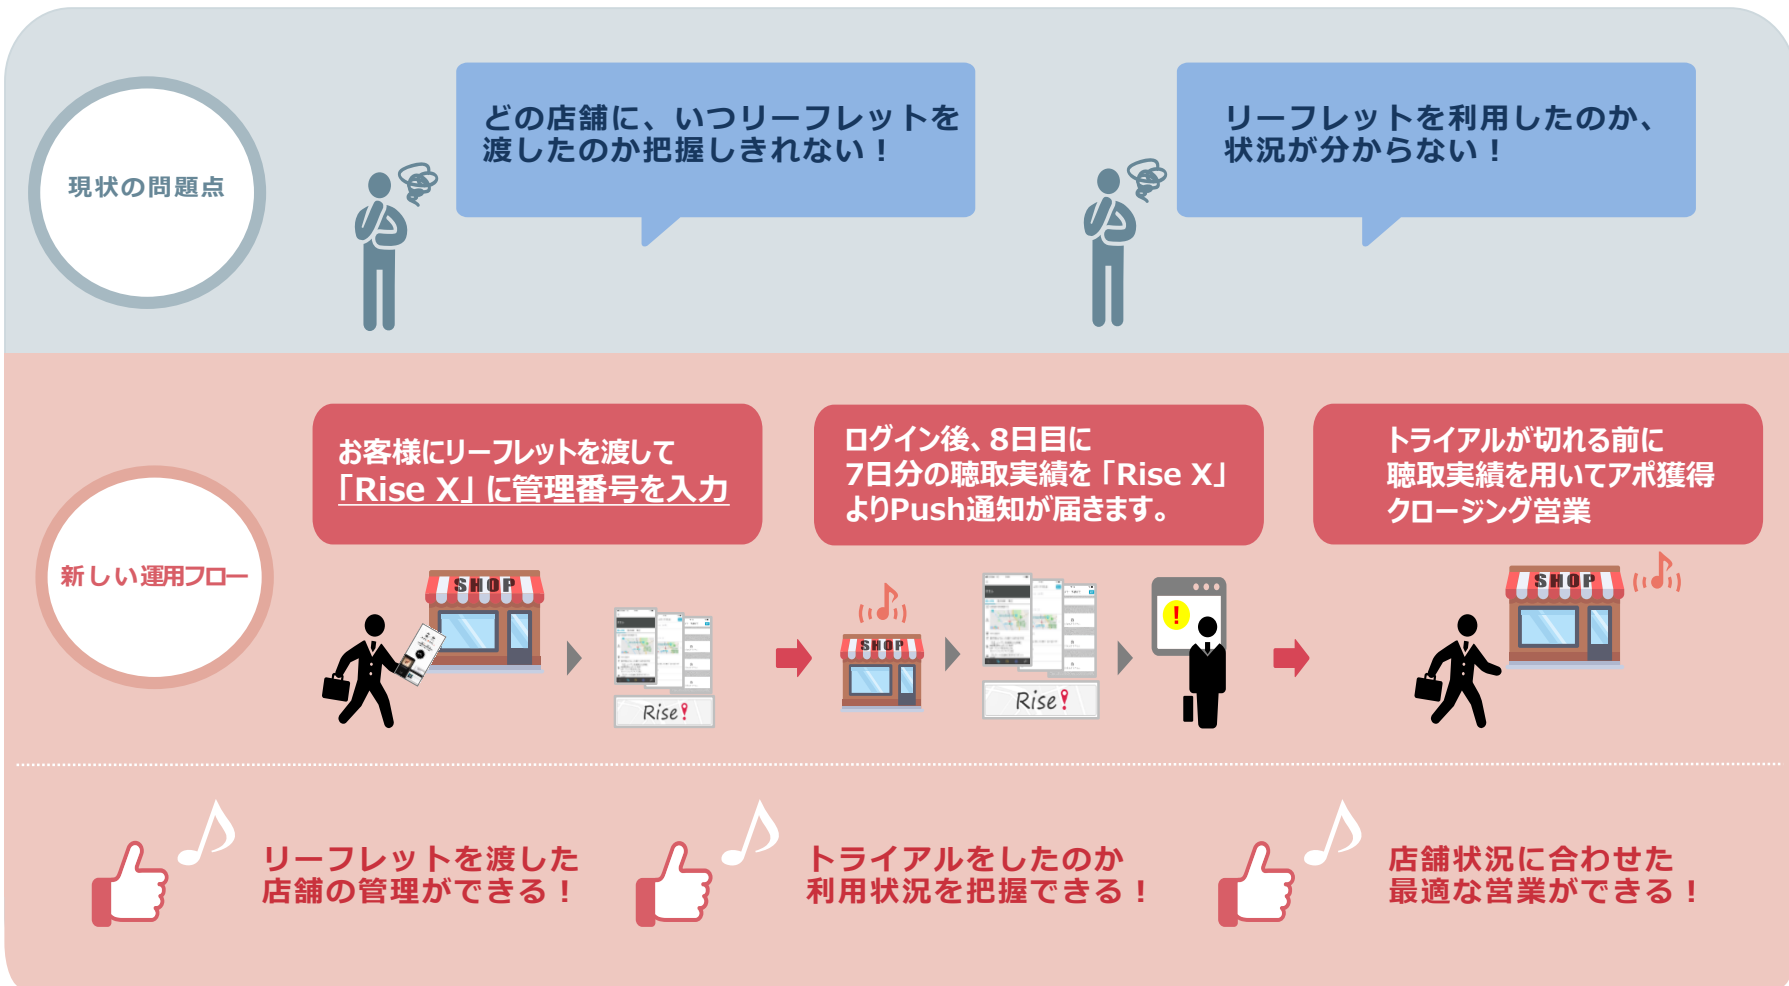 現状の問題点
どの店舗に、いつリーフレットを
渡したのか把握しきれない！
リーフレットを利用したのか、
状況が分からない！
新しい運用フロー
お客様にリーフレットを渡して
「Rise X」に管理番号を入力
ログイン後、8日目に
7日分の聴取実績を「Rise X」
よりPush通知が届きます。
トライアルが切れる前に
聴取実績を用いてアポ獲得
クロージング営業
SHOP
Rise!
SHOP
Rise!
!
SHOP
リーフレットを渡した
店舗の管理ができる！
トライアルをしたのか
利用状況を把握できる！
店舗状況に合わせた
最適な営業ができる！